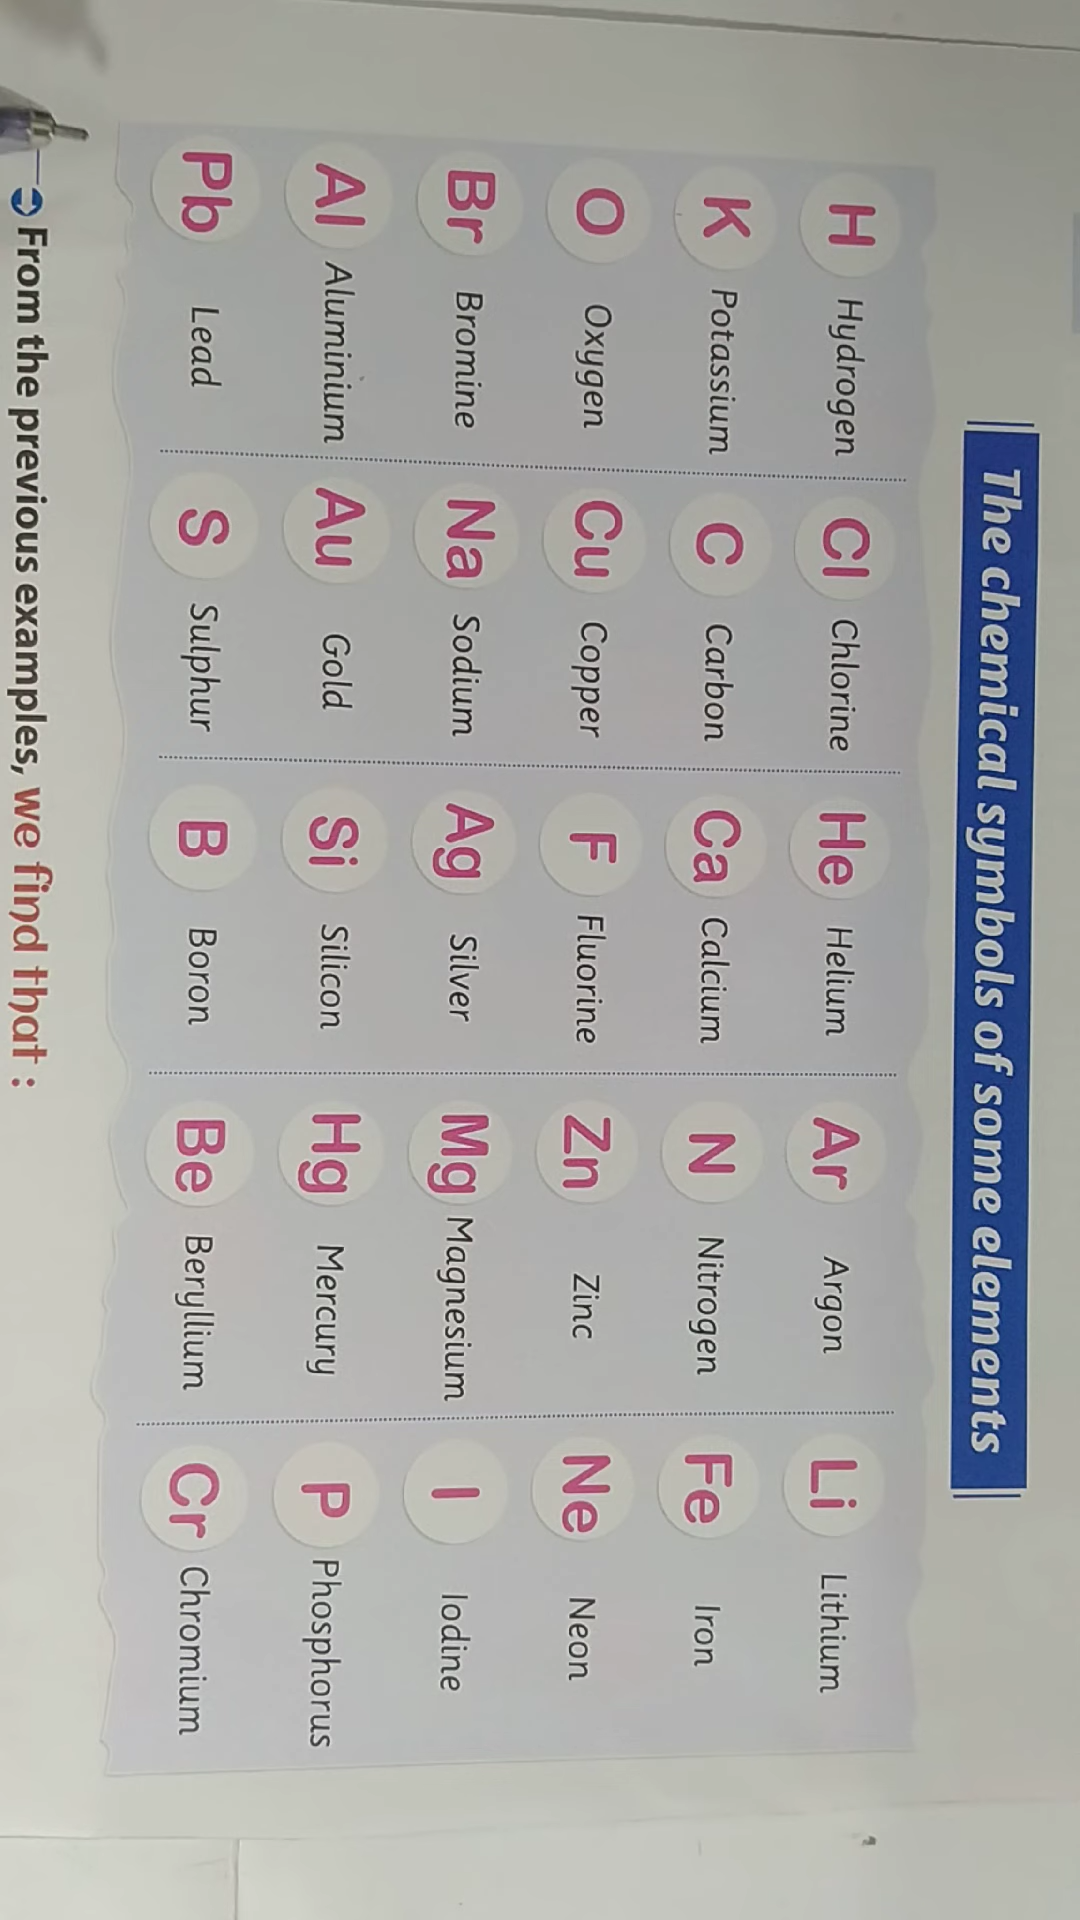 The chemical symbols of some elements
H Hydrogen Cl Chlorine He Helium Ar Argon Li Lithium
K Potassium C Carbon Ca Calcium N Nitrogen Fe Iron
O Oxygen Cu Copper F Fluorine Zn Zinc Ne Neon
Br Bromine Na Sodium Ag Silver Mg Magnesium I Iodine
Al Aluminium Au Gold Si Silicon Hg Mercury P Phosphorus
Pb Lead S Sulphur B Boron Be Beryllium Cr Chromium
From the previous examples, we find that :